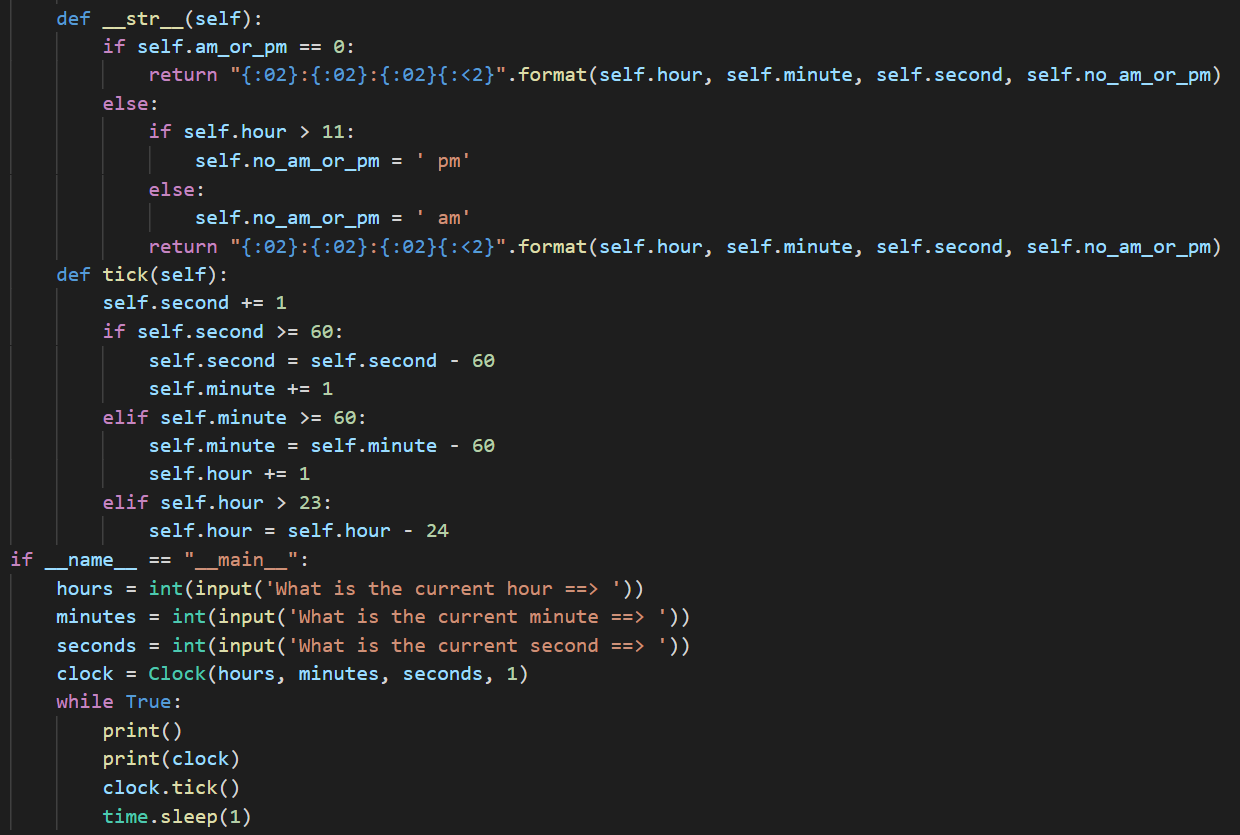 def __str__(self):
        if self.am_or_pm == 0:
            return "{:02}:{:02}:{:02}{:<2}".format(self.hour, self.minute, self.second, self.no_am_or_pm)
        else:
            if self.hour > 11:
                self.no_am_or_pm = ' pm'
            else:
                self.no_am_or_pm = ' am'
            return "{:02}:{:02}:{:02}{:<2}".format(self.hour, self.minute, self.second, self.no_am_or_pm)
    def tick(self):
        self.second += 1
        if self.second >= 60:
            self.second = self.second - 60
            self.minute += 1
        elif self.minute >= 60:
            self.minute = self.minute - 60
            self.hour += 1
        elif self.hour > 23:
            self.hour = self.hour - 24
if __name__ == "__main__":
    hours = int(input('What is the current hour ==> '))
    minutes = int(input('What is the current minute ==> '))
    seconds = int(input('What is the current second ==> '))
    clock = Clock(hours, minutes, seconds, 1)
    while True:
        print()
        print(clock)
        clock.tick()
        time.sleep(1)